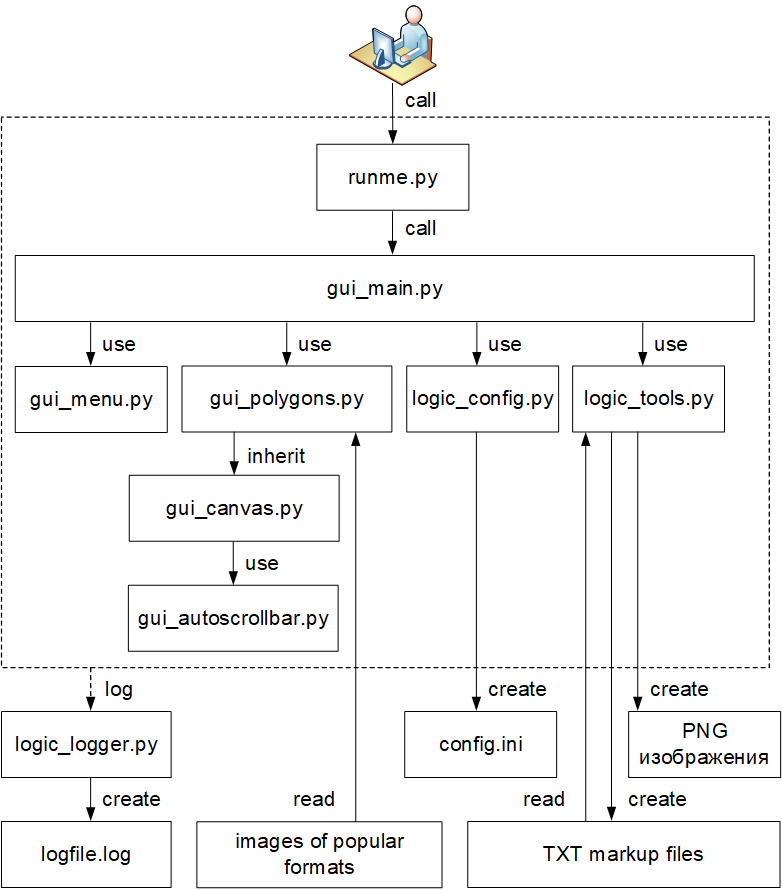 call
runme.py
call
gui_main.py
use
use
use
use
gui_menu.py
gui_polygons.py
logic_config.py
logic_tools.py
inherit
gui_canvas.py
use
gui_autoscrollbar.py
log
create
create
logic_logger.py
config.ini
PNG
изображения
create
read
read
create
logfile.log
images of popular
formats
TXT markup files